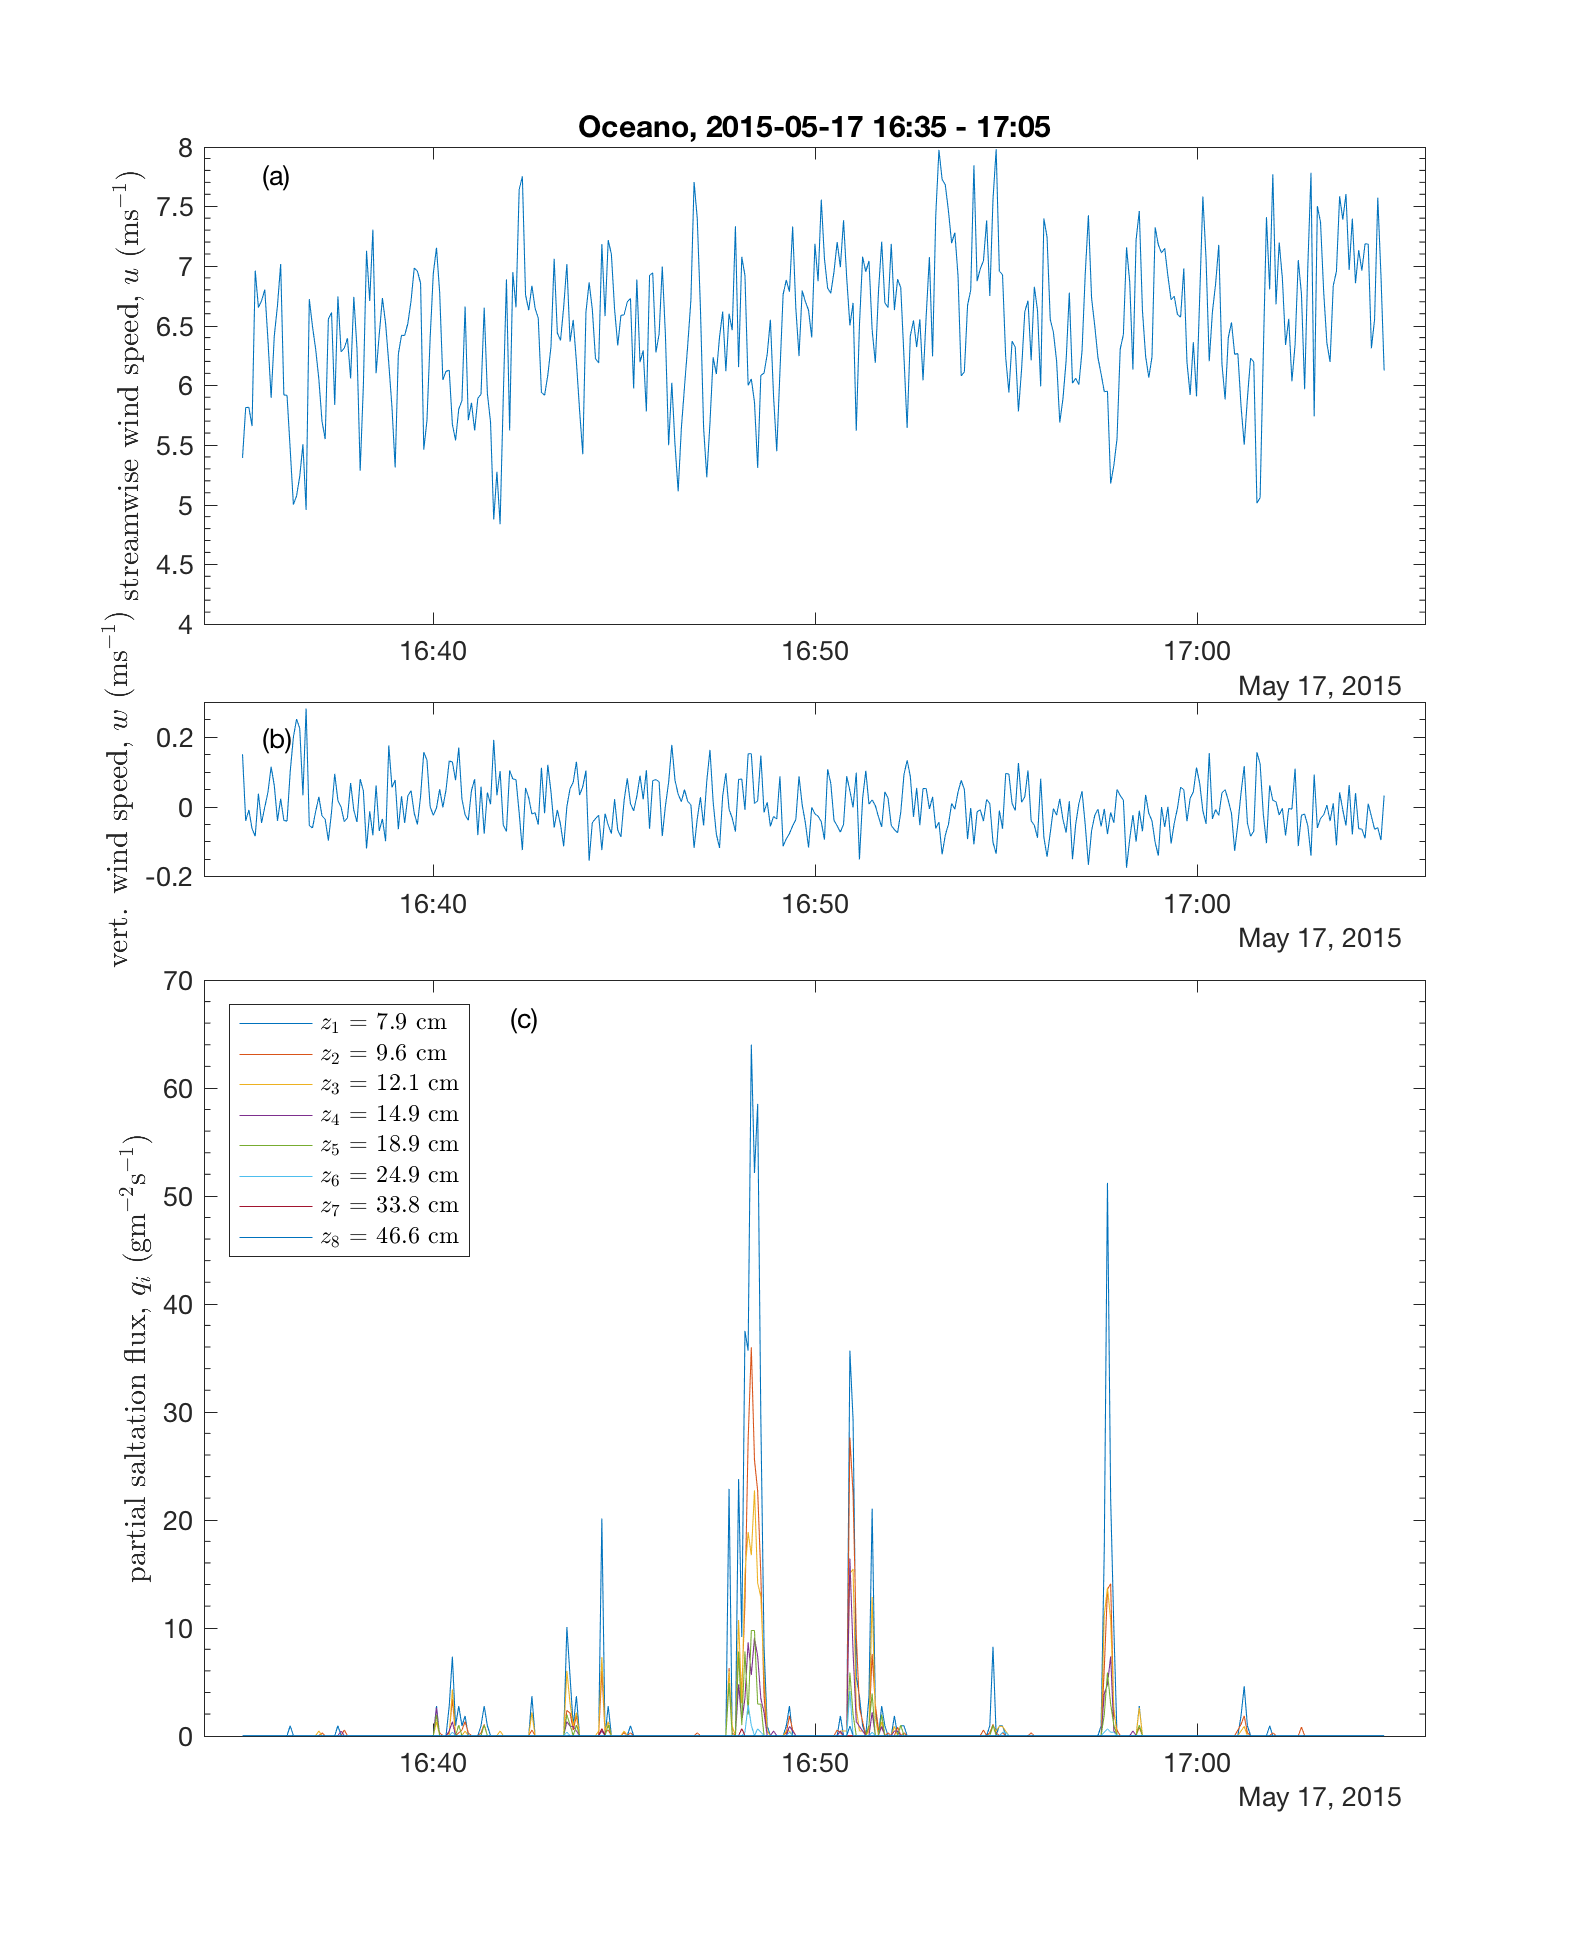 Oceano, 2015-05-17 16:35 - 17:05
(a)
streamwise wind speed, u (ms⁻¹)
8
7.5
7
6.5
6
5.5
5
4.5
4
16:40 16:50 17:00
May 17, 2015
(b)
vert. wind speed, w (ms⁻¹)
0.2
0
-0.2
16:40 16:50 17:00
May 17, 2015
(c)
partial saltation flux, qᵢ (gm⁻²s⁻¹)
70
60
50
40
30
20
10
0
z₁ = 7.9 cm
z₂ = 9.6 cm
z₃ = 12.1 cm
z₄ = 14.9 cm
z₅ = 18.9 cm
z₆ = 24.9 cm
z₇ = 33.8 cm
z₈ = 46.6 cm
16:40 16:50 17:00
May 17, 2015